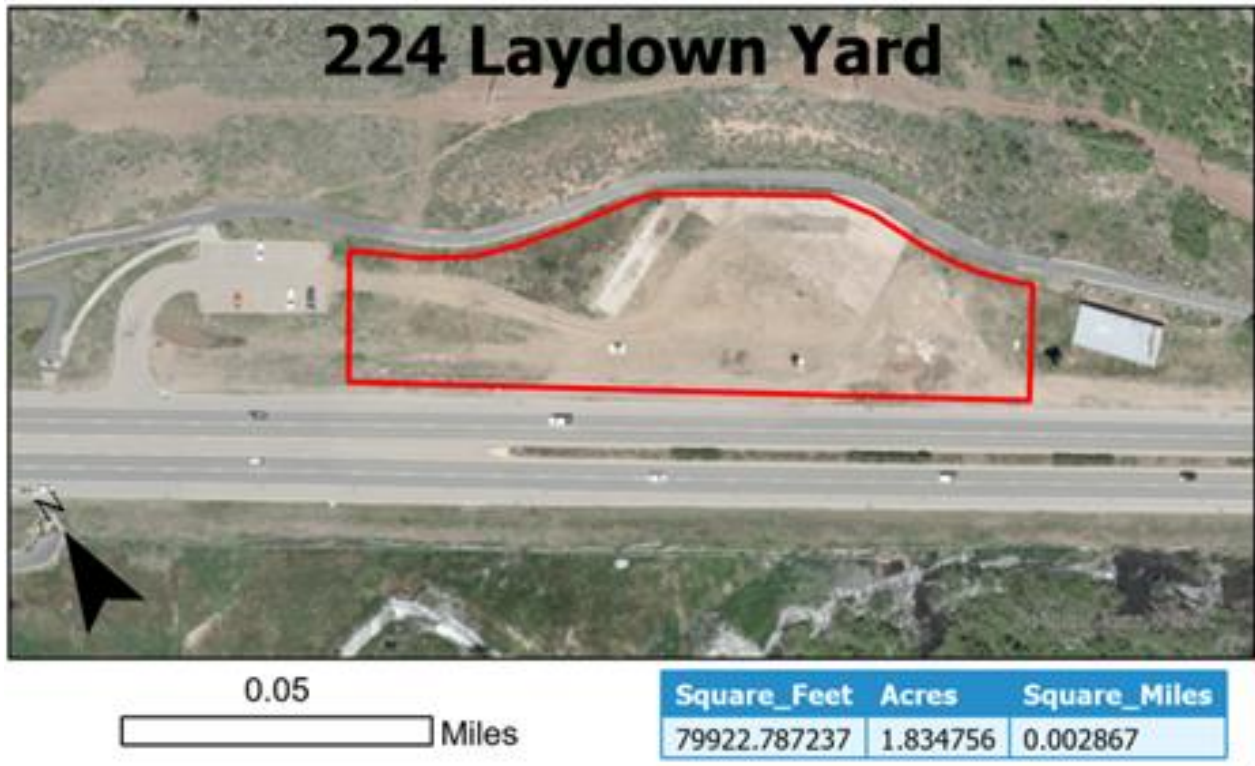 224 Laydown Yard
N
0.05
Miles
Square_Feet Acres Square_Miles
79922.787237 1.834756 0.002867